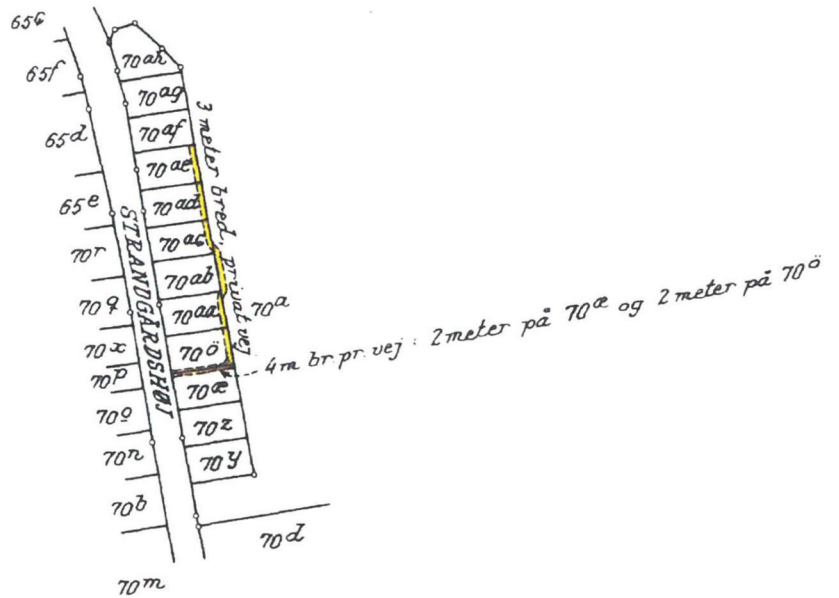 65c
65f
65d
65e
70r
70q
70x
70p
70o
70n
70b
70m
STRANDGÅRDSHØJ
70ah
70ag
70af
70ae
70ad
70ac
70ab
70aa
70ö
70æ
70z
70y
3 meter bred, privat vej
70a
4m br. pr. vej : 2 meter på 70æ og 2 meter på 70ö
70d